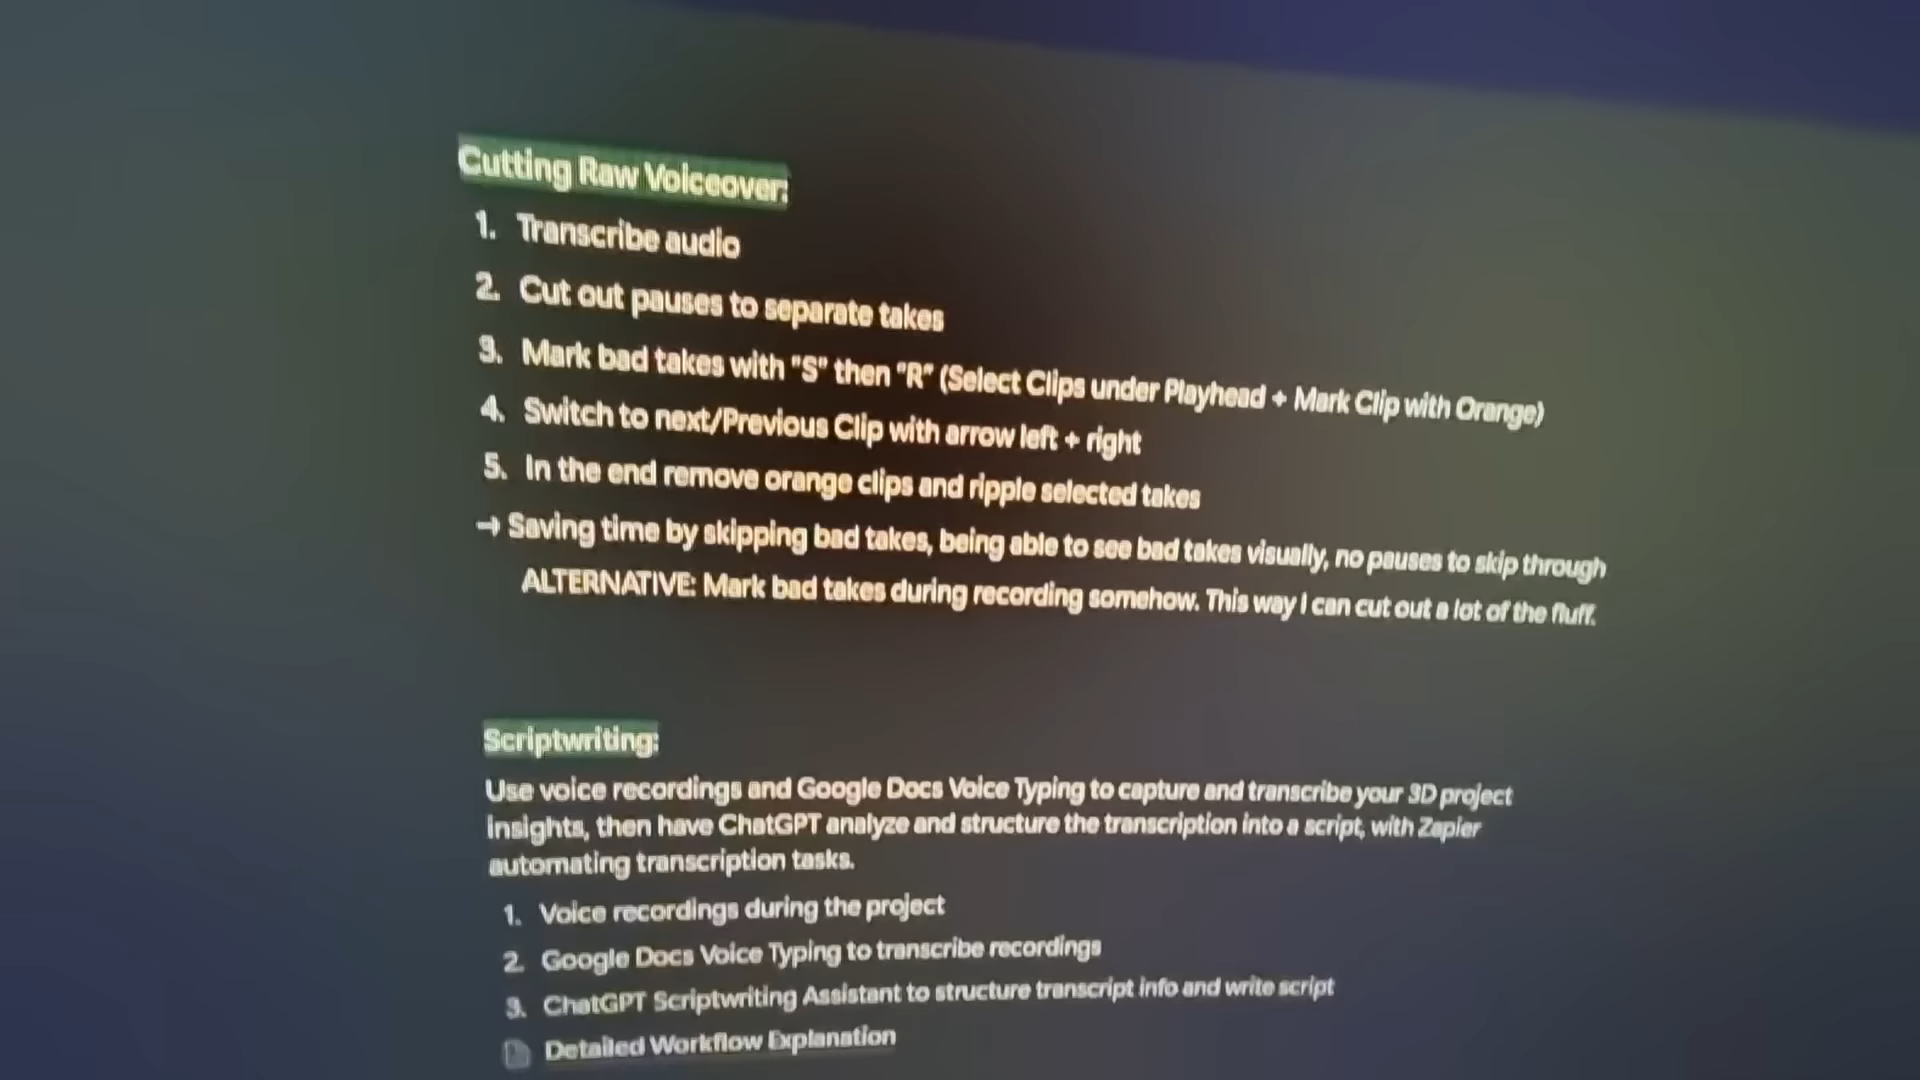 Cutting Raw Voiceover:
1. Transcribe audio
2. Cut out pauses to separate takes
3. Mark bad takes with "S" then "R" (Select Clips under Playhead + Mark Clip with Orange)
4. Switch to next/Previous Clip with arrow left + right
5. In the end remove orange clips and ripple selected takes
→ Saving time by skipping bad takes, being able to see bad takes visually, no pauses to skip through
ALTERNATIVE: Mark bad takes during recording somehow. This way I can cut out a lot of the fluff.
Scriptwriting:
Use voice recordings and Google Docs Voice Typing to capture and transcribe your 3D project
insights, then have ChatGPT analyze and structure the transcription into a script, with Zapier
automating transcription tasks.
1. Voice recordings during the project
2. Google Docs Voice Typing to transcribe recordings
3. ChatGPT Scriptwriting Assistant to structure transcript info and write script
Detailed Workflow Explanation